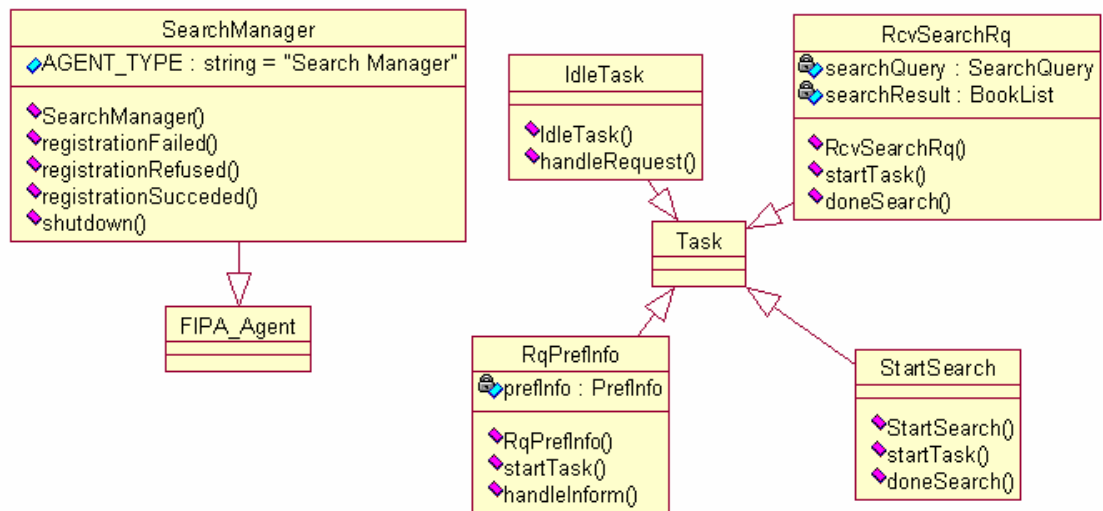 SearchManager
AGENT_TYPE : string = "Search Manager"
SearchManager()
registrationFailed()
registrationRefused()
registrationSucceded()
shutdown()
FIPA_Agent
IdleTask
IdleTask()
handleRequest()
RcvSearchRq
searchQuery : SearchQuery
searchResult : BookList
RcvSearchRq()
startTask()
doneSearch()
Task
RqPrefInfo
prefInfo : PrefInfo
RqPrefInfo()
startTask()
handleInform()
StartSearch
StartSearch()
startTask()
doneSearch()